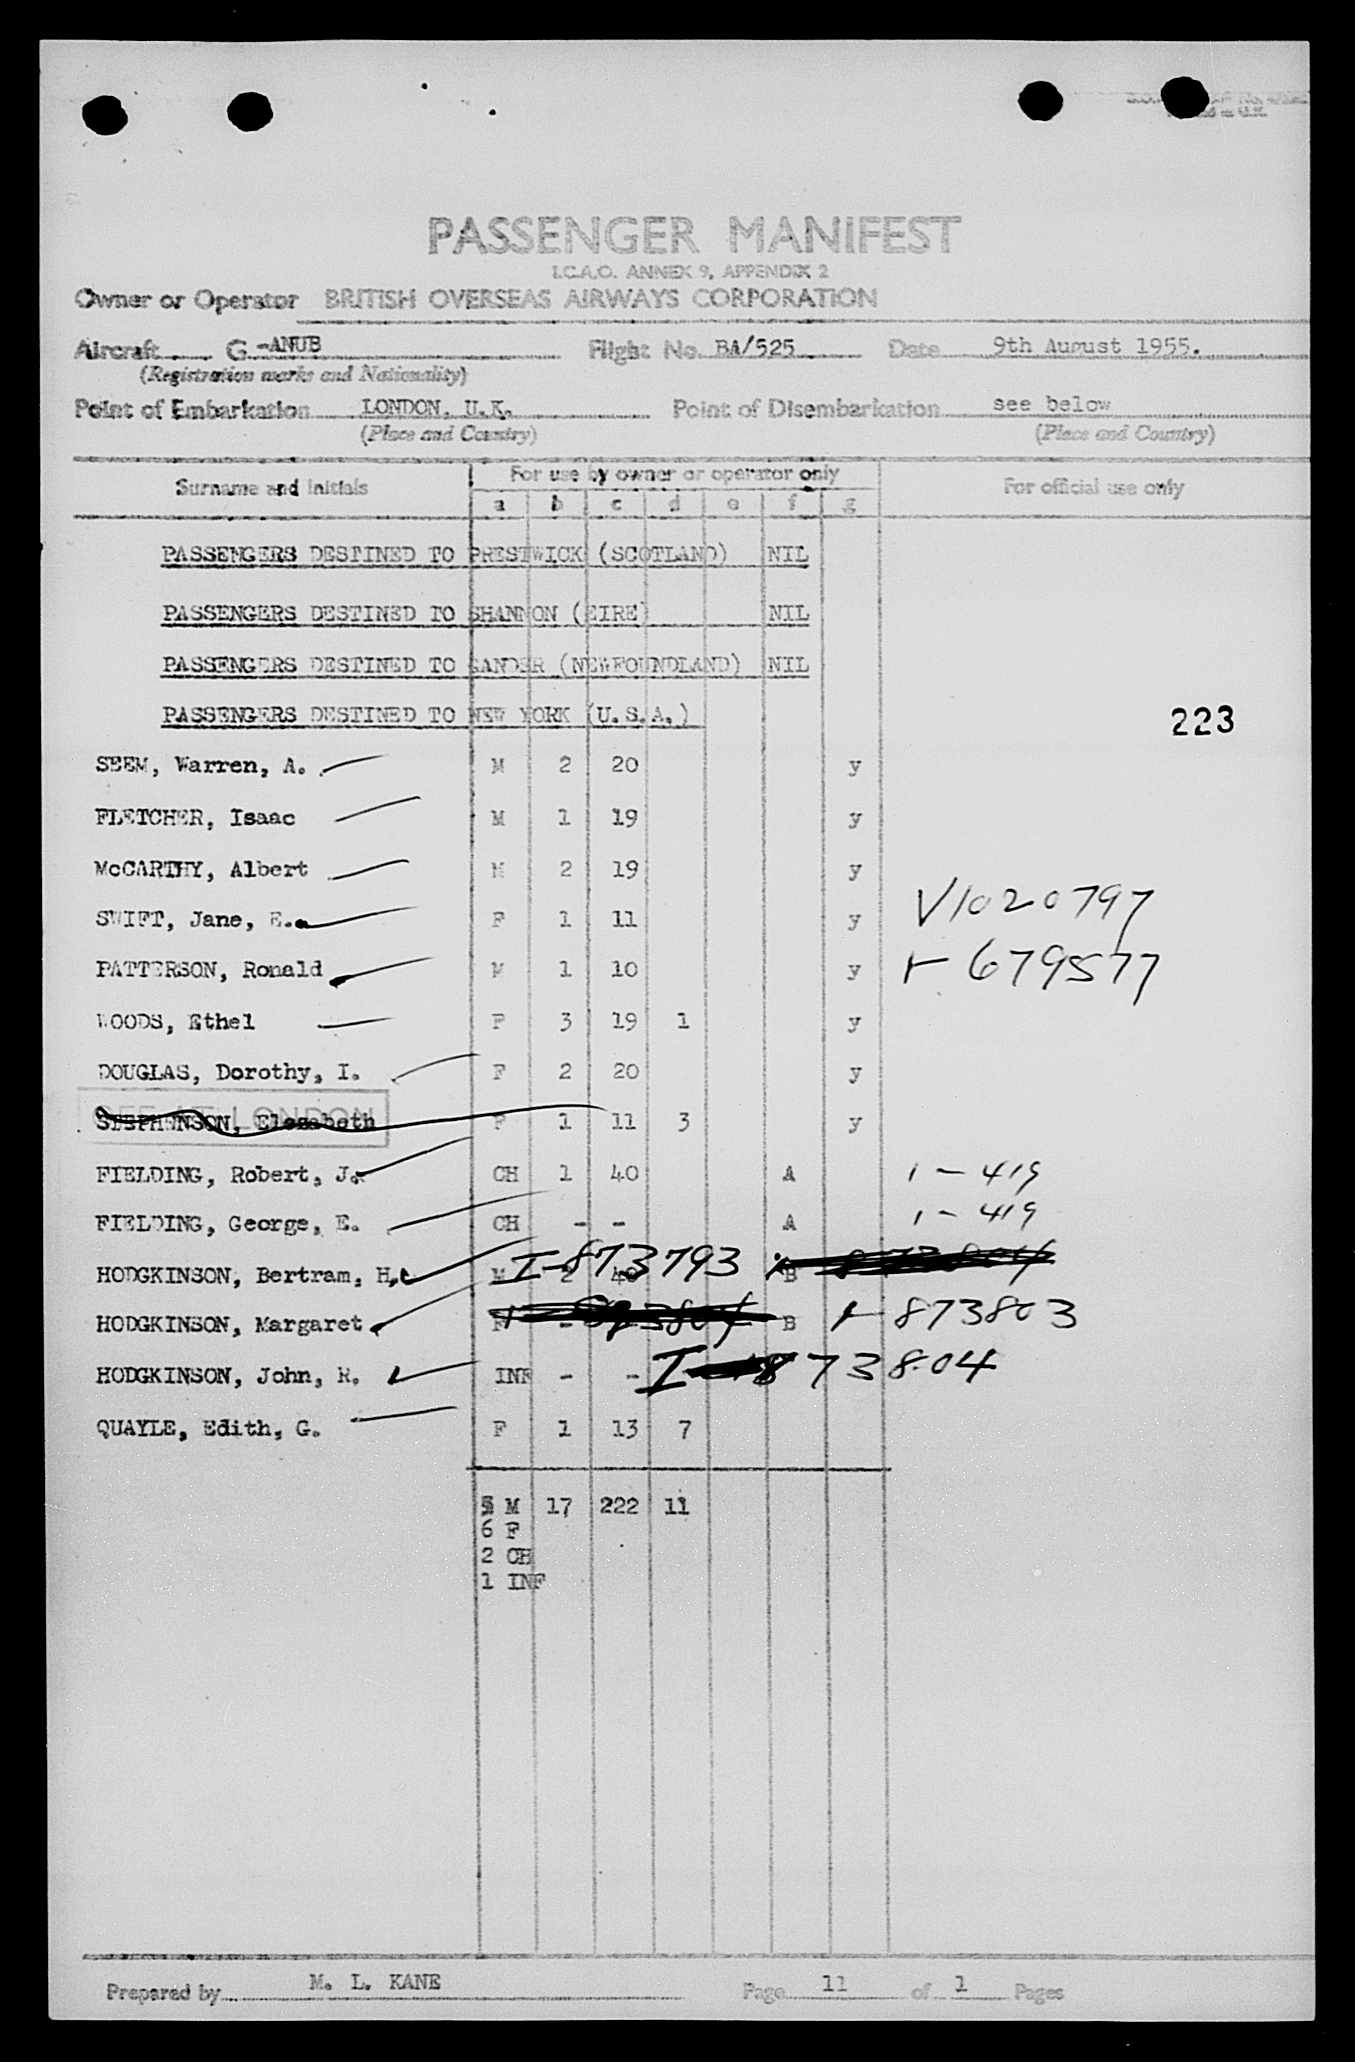 PASSENGER MANIFEST
I.C.A.O. ANNEX 9, APPENDIX 2
Owner or Operator BRITISH OVERSEAS AIRWAYS CORPORATION
Aircraft G-ANUB Flight No. BA/525 Date 9th August 1955.
(Registration marks and Nationality)
Point of Embarkation LONDON, U.K. Point of Disembarkation see below
(Place and Country) (Place and Country)
Surname and Initials For use by owner or operator only For official use only
a b c d e f g
PASSENGERS DESTINED TO PRESTWICK (SCOTLAND) NIL
PASSENGERS DESTINED TO SHANNON (EIRE) NIL
PASSENGERS DESTINED TO GANDER (NEWFOUNDLAND) NIL
PASSENGERS DESTINED TO NEW YORK (U.S.A.)
223
SEEM, Warren, A. M 2 20 y
FLETCHER, Isaac M 1 19 y
McCARTHY, Albert M 2 19 y
SWIFT, Jane, E. F 1 11 y V1020797
PATTERSON, Ronald M 1 10 y I-679577
WOODS, Ethel F 3 19 1 y
DOUGLAS, Dorothy, I. F 2 20 y
OFF AT LONDON
STEPHENSON, Elezabeth F 1 11 3 y
FIELDING, Robert, J. CH 1 40 A 1-419
FIELDING, George, E. CH - - A 1-419
HODGKINSON, Bertram, H. M 2 40 I-873793 B
HODGKINSON, Margaret F - - B I-873803
HODGKINSON, John, R. INF - - I-873804
QUAYLE, Edith, G. F 1 13 7
5 M 17 222 11
6 F
2 CH
1 INF
Prepared by M. L. KANE Page 11 of 1 Pages